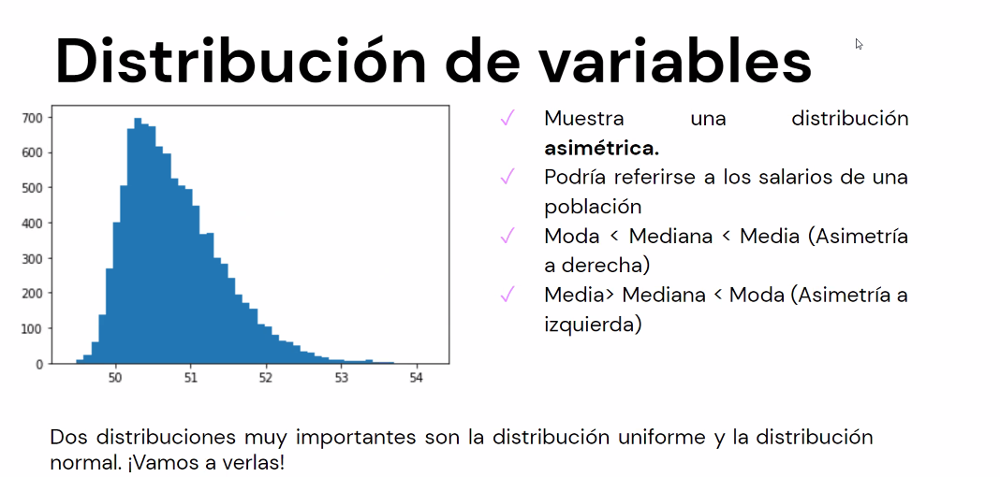 Distribución de variables
700
600
500
400
300
200
100
0
50 51 52 53 54
✓ Muestra una distribución
asimétrica.
✓ Podría referirse a los salarios de una
población
✓ Moda < Mediana < Media (Asimetría
a derecha)
✓ Media> Mediana < Moda (Asimetría a
izquierda)
Dos distribuciones muy importantes son la distribución uniforme y la distribución
normal. ¡Vamos a verlas!